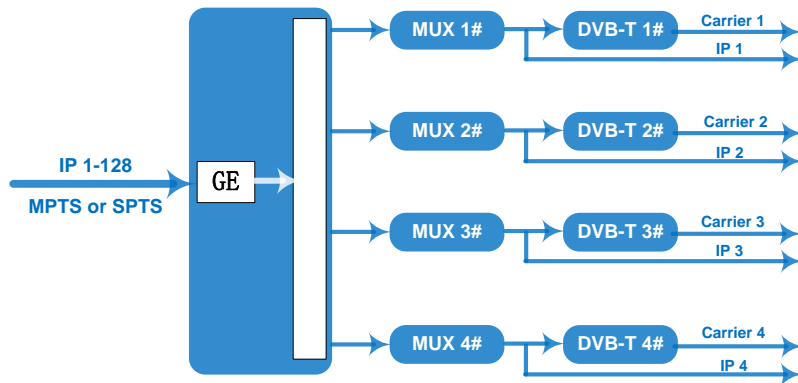 IP 1-128
MPTS or SPTS
GE
MUX 1#
DVB-T 1#
Carrier 1
IP 1
MUX 2#
DVB-T 2#
Carrier 2
IP 2
MUX 3#
DVB-T 3#
Carrier 3
IP 3
MUX 4#
DVB-T 4#
Carrier 4
IP 4